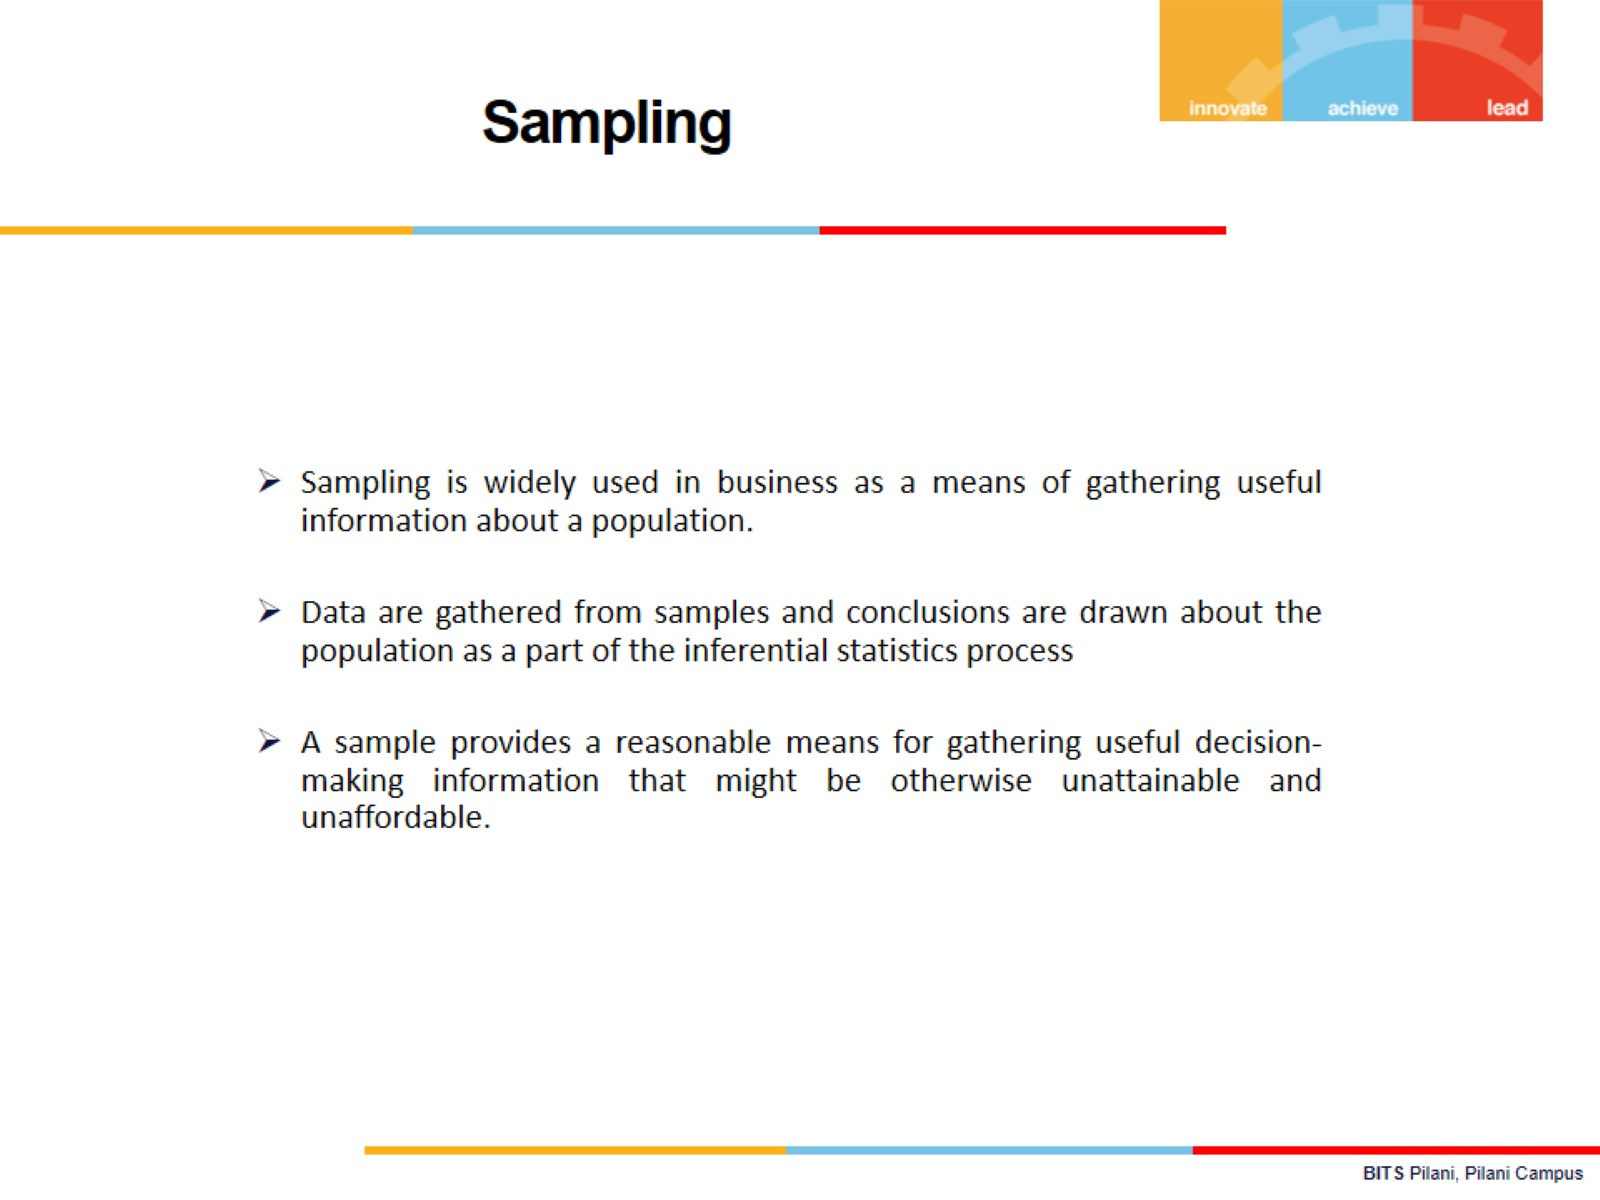 innovate achieve lead
Sampling
Sampling is widely used in business as a means of gathering useful
information about a population.
Data are gathered from samples and conclusions are drawn about the
population as a part of the inferential statistics process
A sample provides a reasonable means for gathering useful decision-
making information that might be otherwise unattainable and
unaffordable.
BITS Pilani, Pilani Campus